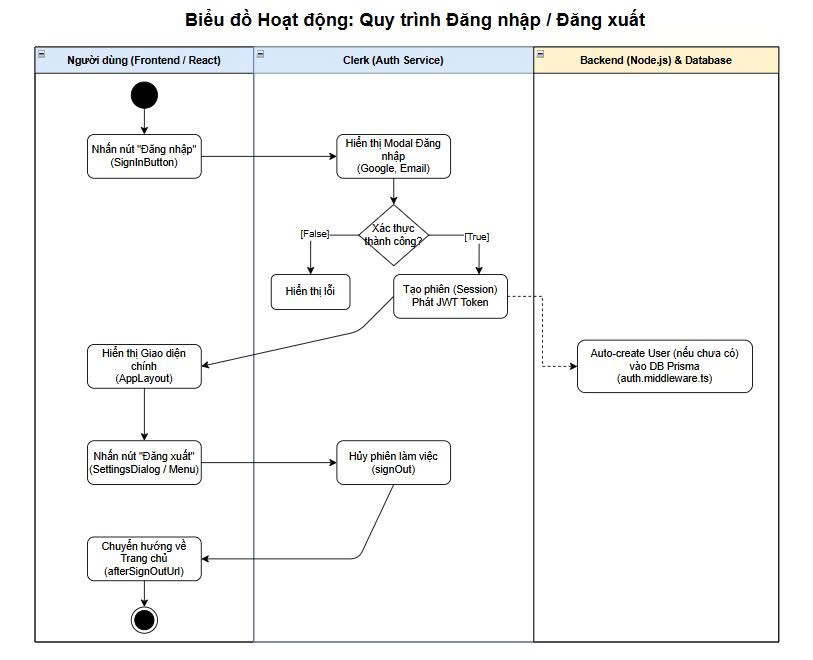 Biểu đồ Hoạt động: Quy trình Đăng nhập / Đăng xuất
Người dùng (Frontend / React)
Clerk (Auth Service)
Backend (Node.js) & Database
Nhấn nút "Đăng nhập"
(SignInButton)
Hiển thị Modal Đăng
nhập
(Google, Email)
Xác thực
thành công?
[False]
[True]
Hiển thị lỗi
Tạo phiên (Session)
Phát JWT Token
Hiển thị Giao diện
chính
(AppLayout)
Auto-create User (nếu chưa có)
vào DB Prisma
(auth.middleware.ts)
Nhấn nút "Đăng xuất"
(SettingsDialog / Menu)
Hủy phiên làm việc
(signOut)
Chuyển hướng về
Trang chủ
(afterSignOutUrl)